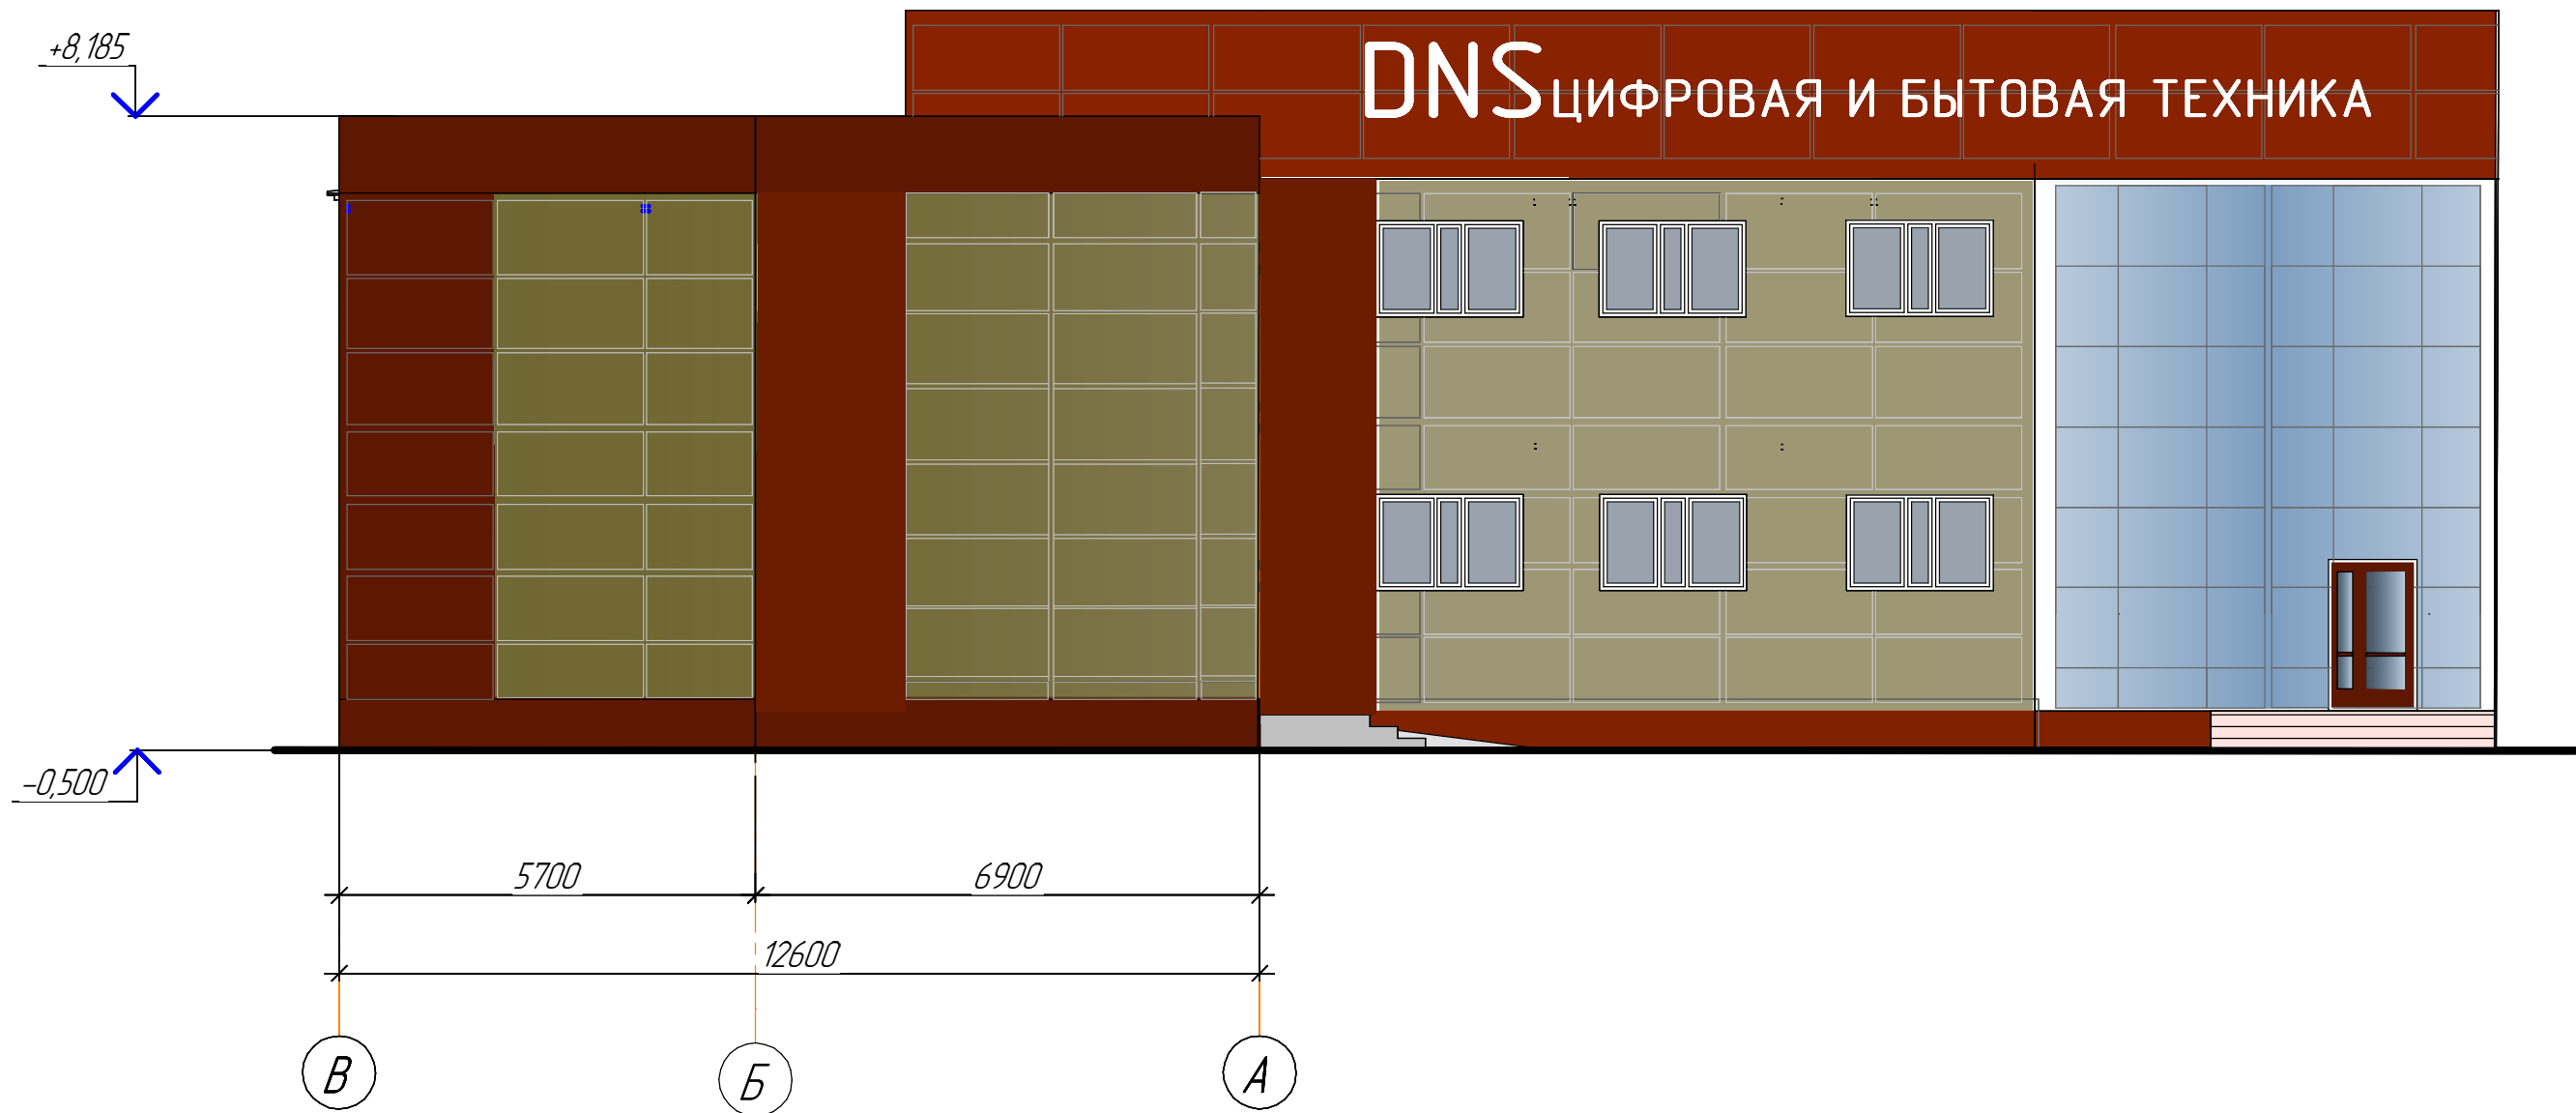 +8,185
DNS ЦИФРОВАЯ И БЫТОВАЯ ТЕХНИКА
-0,500
5700
6900
12600
В
Б
А